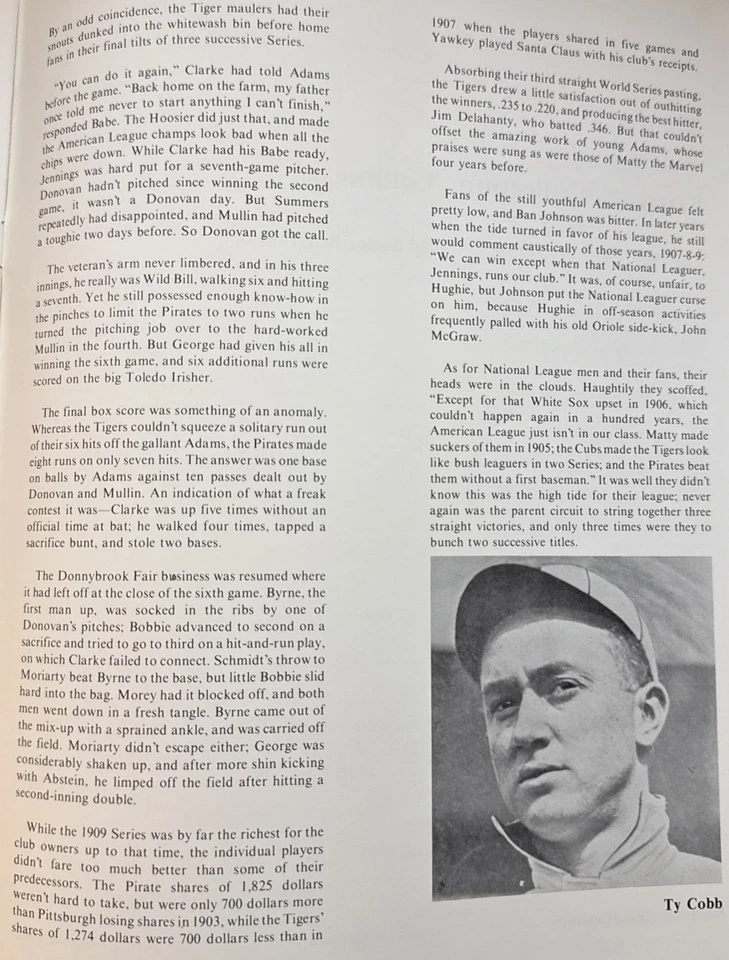 By an odd coincidence, the Tiger maulers had their
snouts dunked into the whitewash bin before home
fans in their final tilts of three successive Series.
"You can do it again," Clarke had told Adams
before the game. "Back home on the farm, my father
once told me never to start anything I can't finish,"
responded Babe. The Hoosier did just that, and made
the American League champs look bad when all the
chips were down. While Clarke had his Babe ready,
Jennings was hard put for a seventh-game pitcher.
Donovan hadn't pitched since winning the second
game, it wasn't a Donovan day. But Summers
repeatedly had disappointed, and Mullin had pitched
a toughie two days before. So Donovan got the call.
The veteran's arm never limbered, and in his three
innings, he really was Wild Bill, walking six and hitting
a seventh. Yet he still possessed enough know-how in
the pinches to limit the Pirates to two runs when he
turned the pitching job over to the hard-worked
Mullin in the fourth. But George had given his all in
winning the sixth game, and six additional runs were
scored on the big Toledo Irisher.
The final box score was something of an anomaly.
Whereas the Tigers couldn't squeeze a solitary run out
of their six hits off the gallant Adams, the Pirates made
eight runs on only seven hits. The answer was one base
on balls by Adams against ten passes dealt out by
Donovan and Mullin. An indication of what a freak
contest it was—Clarke was up five times without an
official time at bat; he walked four times, tapped a
sacrifice bunt, and stole two bases.
The Donnybrook Fair business was resumed where
it had left off at the close of the sixth game. Byrne, the
first man up, was socked in the ribs by one of
Donovan's pitches; Bobbie advanced to second on a
sacrifice and tried to go to third on a hit-and-run play,
on which Clarke failed to connect. Schmidt's throw to
Moriarty beat Byrne to the base, but little Bobbie slid
hard into the bag. Morey had it blocked off, and both
men went down in a fresh tangle. Byrne came out of
the mix-up with a sprained ankle, and was carried off
the field. Moriarty didn't escape either; George was
considerably shaken up, and after more shin kicking
with Abstein, he limped off the field after hitting a
second-inning double.
While the 1909 Series was by far the richest for the
club owners up to that time, the individual players
didn't fare too much better than some of their
predecessors. The Pirate shares of 1,825 dollars
weren't hard to take, but were only 700 dollars more
than Pittsburgh losing shares in 1903, while the Tigers'
shares of 1,274 dollars were 700 dollars less than in
1907 when the players shared in five games and
Yawkey played Santa Claus with his club's receipts.
Absorbing their third straight World Series pasting,
the Tigers drew a little satisfaction out of outhitting
the winners, .235 to .220, and producing the best hitter,
Jim Delahanty, who batted .346. But that couldn't
offset the amazing work of young Adams, whose
praises were sung as were those of Matty the Marvel
four years before.
Fans of the still youthful American League felt
pretty low, and Ban Johnson was bitter. In later years
when the tide turned in favor of his league, he still
would comment caustically of those years, 1907-8-9:
"We can win except when that National Leaguer,
Jennings, runs our club." It was, of course, unfair, to
Hughie, but Johnson put the National Leaguer curse
on him, because Hughie in off-season activities
frequently palled with his old Oriole side-kick, John
McGraw.
As for National League men and their fans, their
heads were in the clouds. Haughtily they scoffed,
"Except for that White Sox upset in 1906, which
couldn't happen again in a hundred years, the
American League just isn't in our class. Matty made
suckers of them in 1905; the Cubs made the Tigers look
like bush leaguers in two Series; and the Pirates beat
them without a first baseman." It was well they didn't
know this was the high tide for their league; never
again was the parent circuit to string together three
straight victories, and only three times were they to
bunch two successive titles.
Ty Cobb